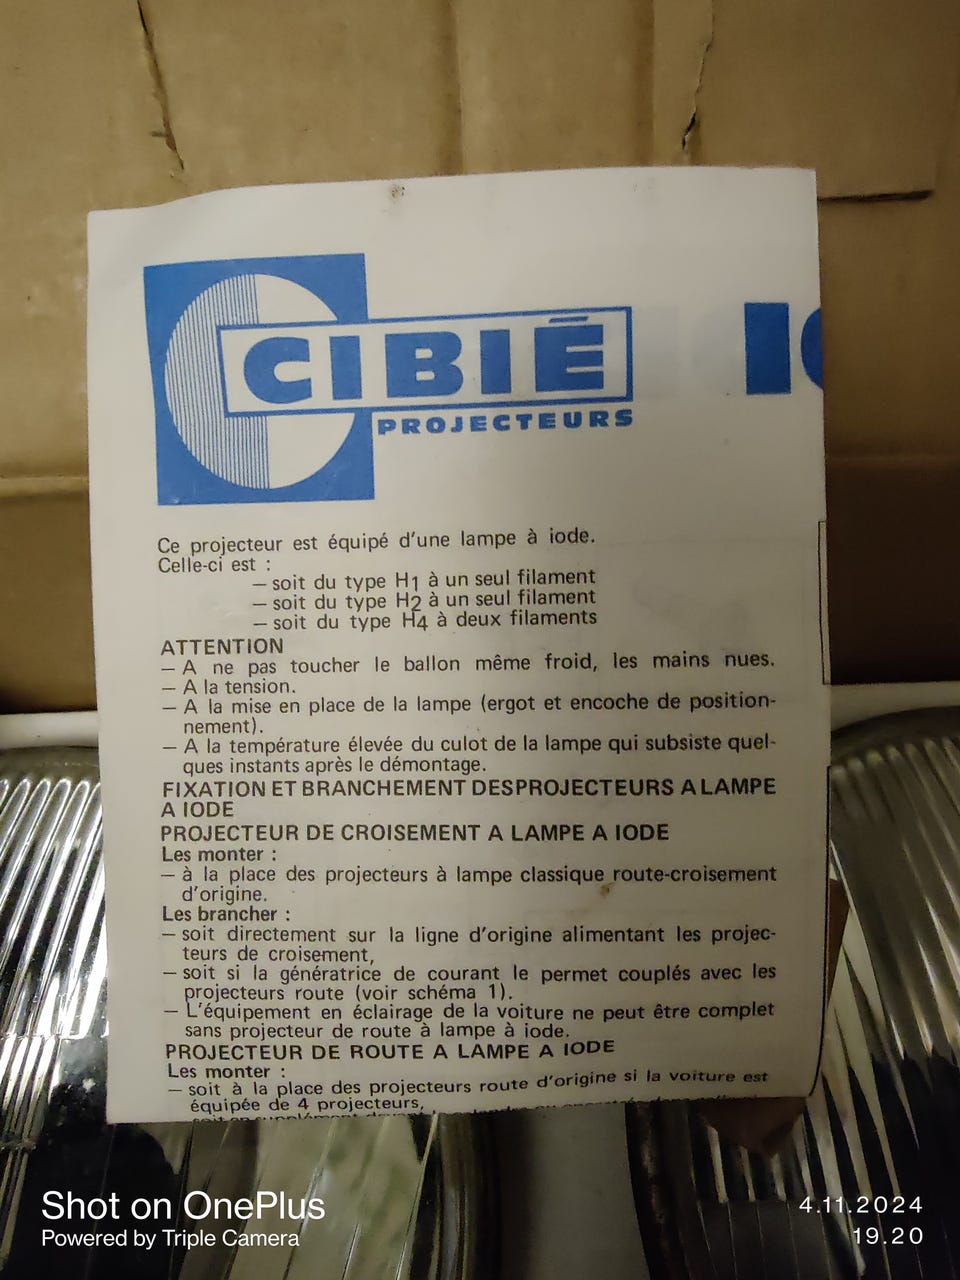 CIBIÉ
PROJECTEURS
Ce projecteur est équipé d'une lampe à iode.
Celle-ci est :
— soit du type H1 à un seul filament
— soit du type H2 à un seul filament
— soit du type H4 à deux filaments
ATTENTION
— A ne pas toucher le ballon même froid, les mains nues.
— A la tension.
— A la mise en place de la lampe (ergot et encoche de position-
nement).
— A la température élevée du culot de la lampe qui subsiste quel-
ques instants après le démontage.
FIXATION ET BRANCHEMENT DESPROJECTEURS A LAMPE
A IODE
PROJECTEUR DE CROISEMENT A LAMPE A IODE
Les monter :
— à la place des projecteurs à lampe classique route-croisement
d'origine.
Les brancher :
— soit directement sur la ligne d'origine alimentant les projec-
teurs de croisement,
— soit si la génératrice de courant le permet couplés avec les
projecteurs route (voir schéma 1).
— L'équipement en éclairage de la voiture ne peut être complet
sans projecteur de route à lampe à iode.
PROJECTEUR DE ROUTE A LAMPE A IODE
Les monter :
— soit à la place des projecteurs route d'origine si la voiture est
équipée de 4 projecteurs,
Shot on OnePlus
Powered by Triple Camera
4.11.2024
19.20